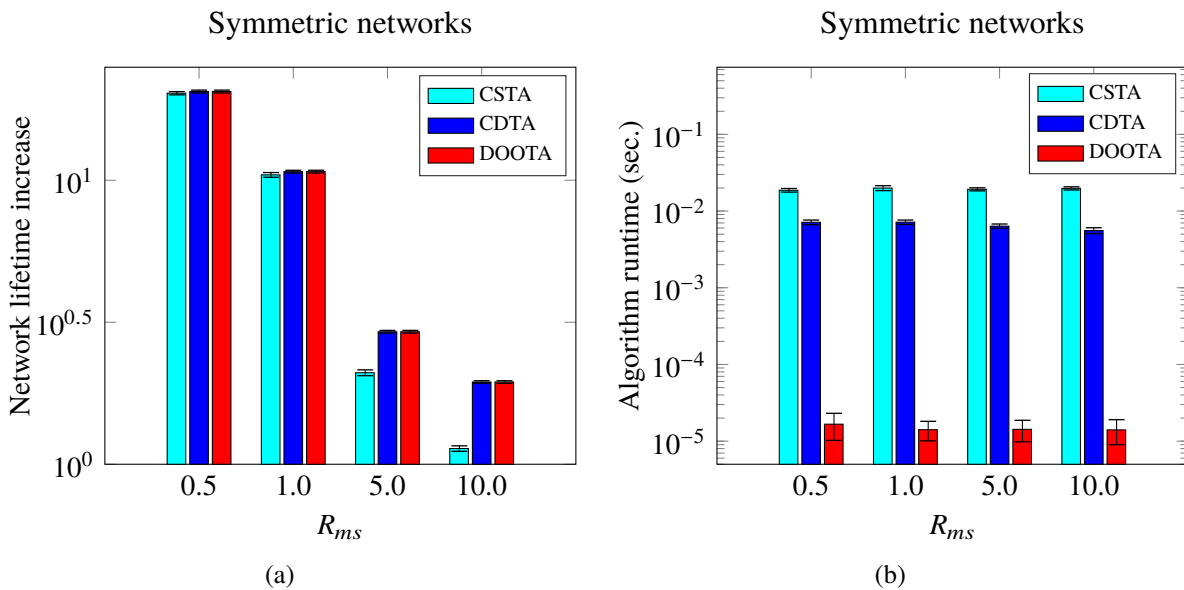 Symmetric networks
Network lifetime increase
10^1
10^0.5
10^0
CSTA
CDTA
DOOTA
0.5 1.0 5.0 10.0
R_ms
(a)
Symmetric networks
Algorithm runtime (sec.)
10^−1
10^−2
10^−3
10^−4
10^−5
CSTA
CDTA
DOOTA
0.5 1.0 5.0 10.0
R_ms
(b)